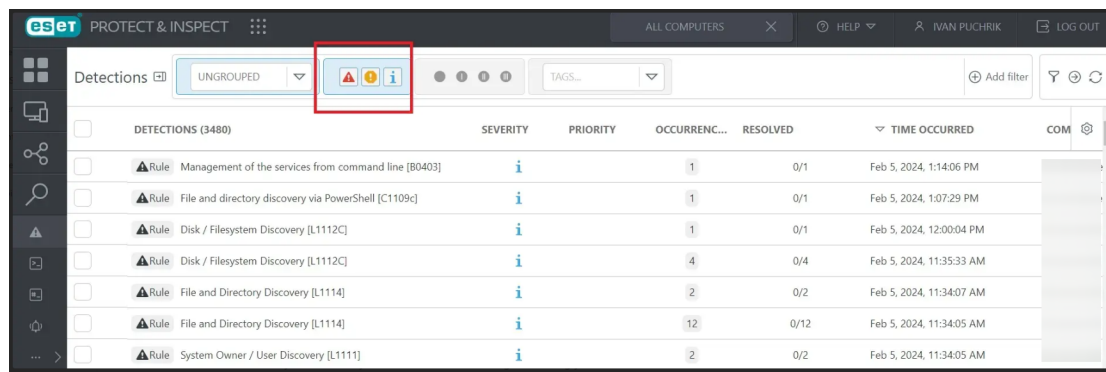 eset PROTECT & INSPECT ALL COMPUTERS HELP IVAN PUCHRIK LOG OUT
Detections UNGROUPED TAGS... Add filter
DETECTIONS (3480) SEVERITY PRIORITY OCCURRENC... RESOLVED TIME OCCURRED COM
Rule Management of the services from command line [B0403] 1 0/1 Feb 5, 2024, 1:14:06 PM
Rule File and directory discovery via PowerShell [C1109c] 1 0/1 Feb 5, 2024, 1:07:29 PM
Rule Disk / Filesystem Discovery [L1112C] 1 0/1 Feb 5, 2024, 12:00:04 PM
Rule Disk / Filesystem Discovery [L1112C] 4 0/4 Feb 5, 2024, 11:35:33 AM
Rule File and Directory Discovery [L1114] 2 0/2 Feb 5, 2024, 11:34:07 AM
Rule File and Directory Discovery [L1114] 12 0/12 Feb 5, 2024, 11:34:05 AM
Rule System Owner / User Discovery [L1111] 2 0/2 Feb 5, 2024, 11:34:05 AM